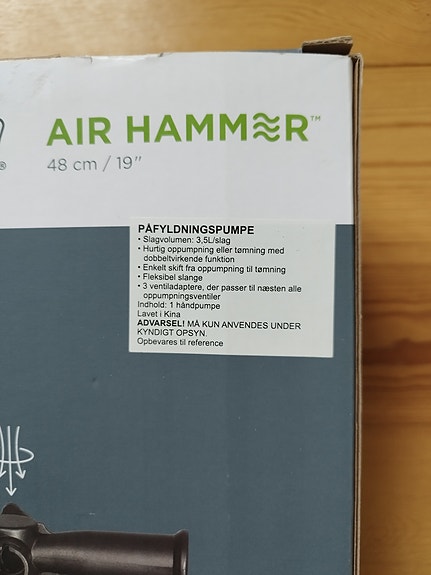 AIR HAMMER™
®
48 cm / 19"
PÅFYLDNINGSPUMPE
• Slagvolumen: 3,5L/slag
• Hurtig oppumpning eller tømning med
dobbeltvirkende funktion
• Enkelt skift fra oppumpning til tømning
• Fleksibel slange
• 3 ventiladaptere, der passer til næsten alle
oppumpningsventiler
Indhold: 1 håndpumpe
Lavet i Kina
ADVARSEL! MÅ KUN ANVENDES UNDER
KYNDIGT OPSYN.
Opbevares til reference